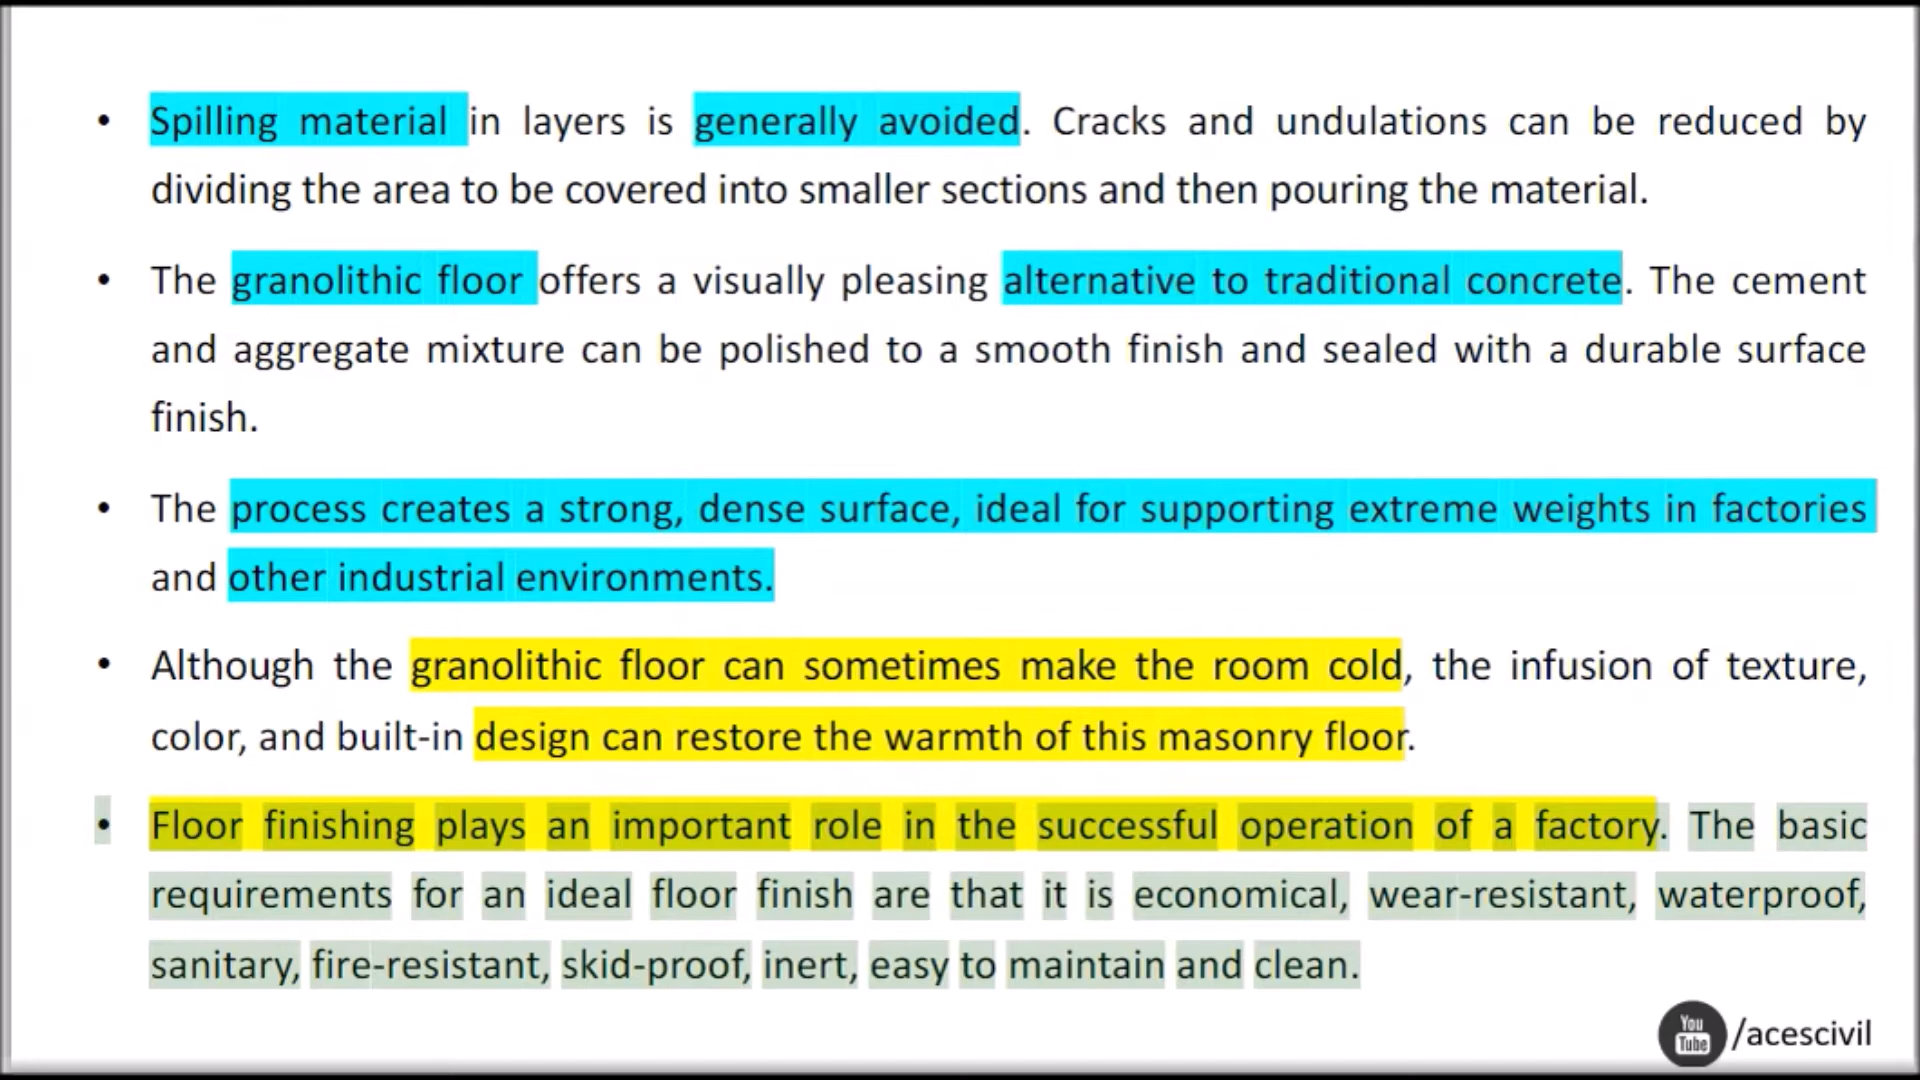 • Spilling material in layers is generally avoided. Cracks and undulations can be reduced by
dividing the area to be covered into smaller sections and then pouring the material.
• The granolithic floor offers a visually pleasing alternative to traditional concrete. The cement
and aggregate mixture can be polished to a smooth finish and sealed with a durable surface
finish.
• The process creates a strong, dense surface, ideal for supporting extreme weights in factories
and other industrial environments.
• Although the granolithic floor can sometimes make the room cold, the infusion of texture,
color, and built-in design can restore the warmth of this masonry floor.
• Floor finishing plays an important role in the successful operation of a factory. The basic
requirements for an ideal floor finish are that it is economical, wear-resistant, waterproof,
sanitary, fire-resistant, skid-proof, inert, easy to maintain and clean.
You
Tube
/acescivil